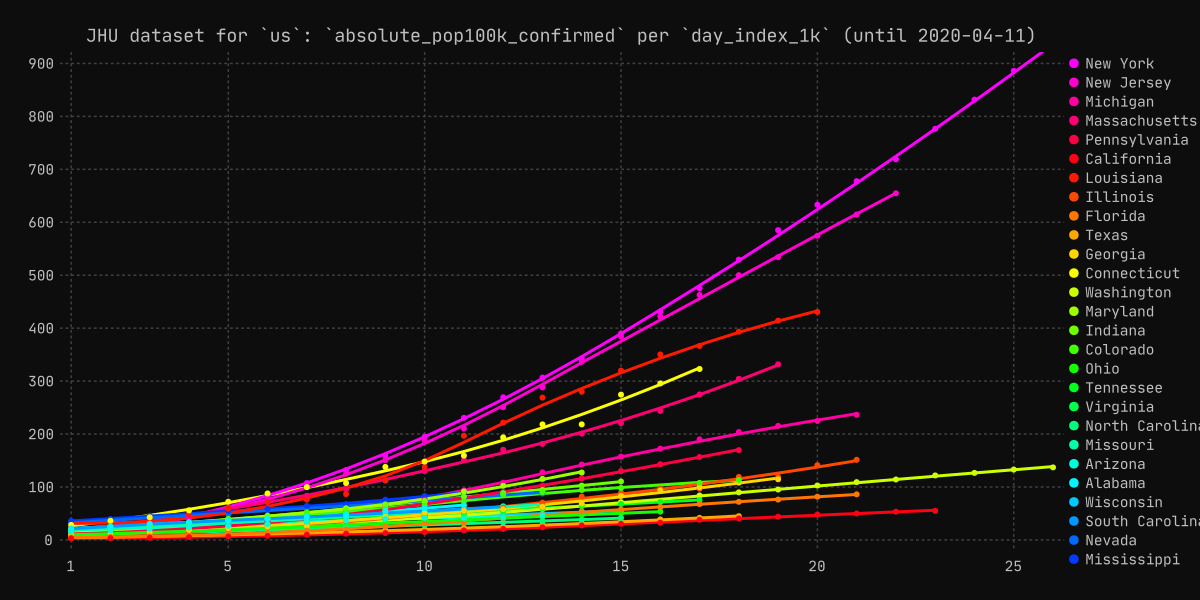 JHU dataset for `us`: `absolute_pop100k_confirmed` per `day_index_1k` (until 2020-04-11)
900
800
700
600
500
400
300
200
100
0
1
5
10
15
20
25
New York
New Jersey
Michigan
Massachusetts
Pennsylvania
California
Louisiana
Illinois
Florida
Texas
Georgia
Connecticut
Washington
Maryland
Indiana
Colorado
Ohio
Tennessee
Virginia
North Carolina
Missouri
Arizona
Alabama
Wisconsin
South Carolina
Nevada
Mississippi